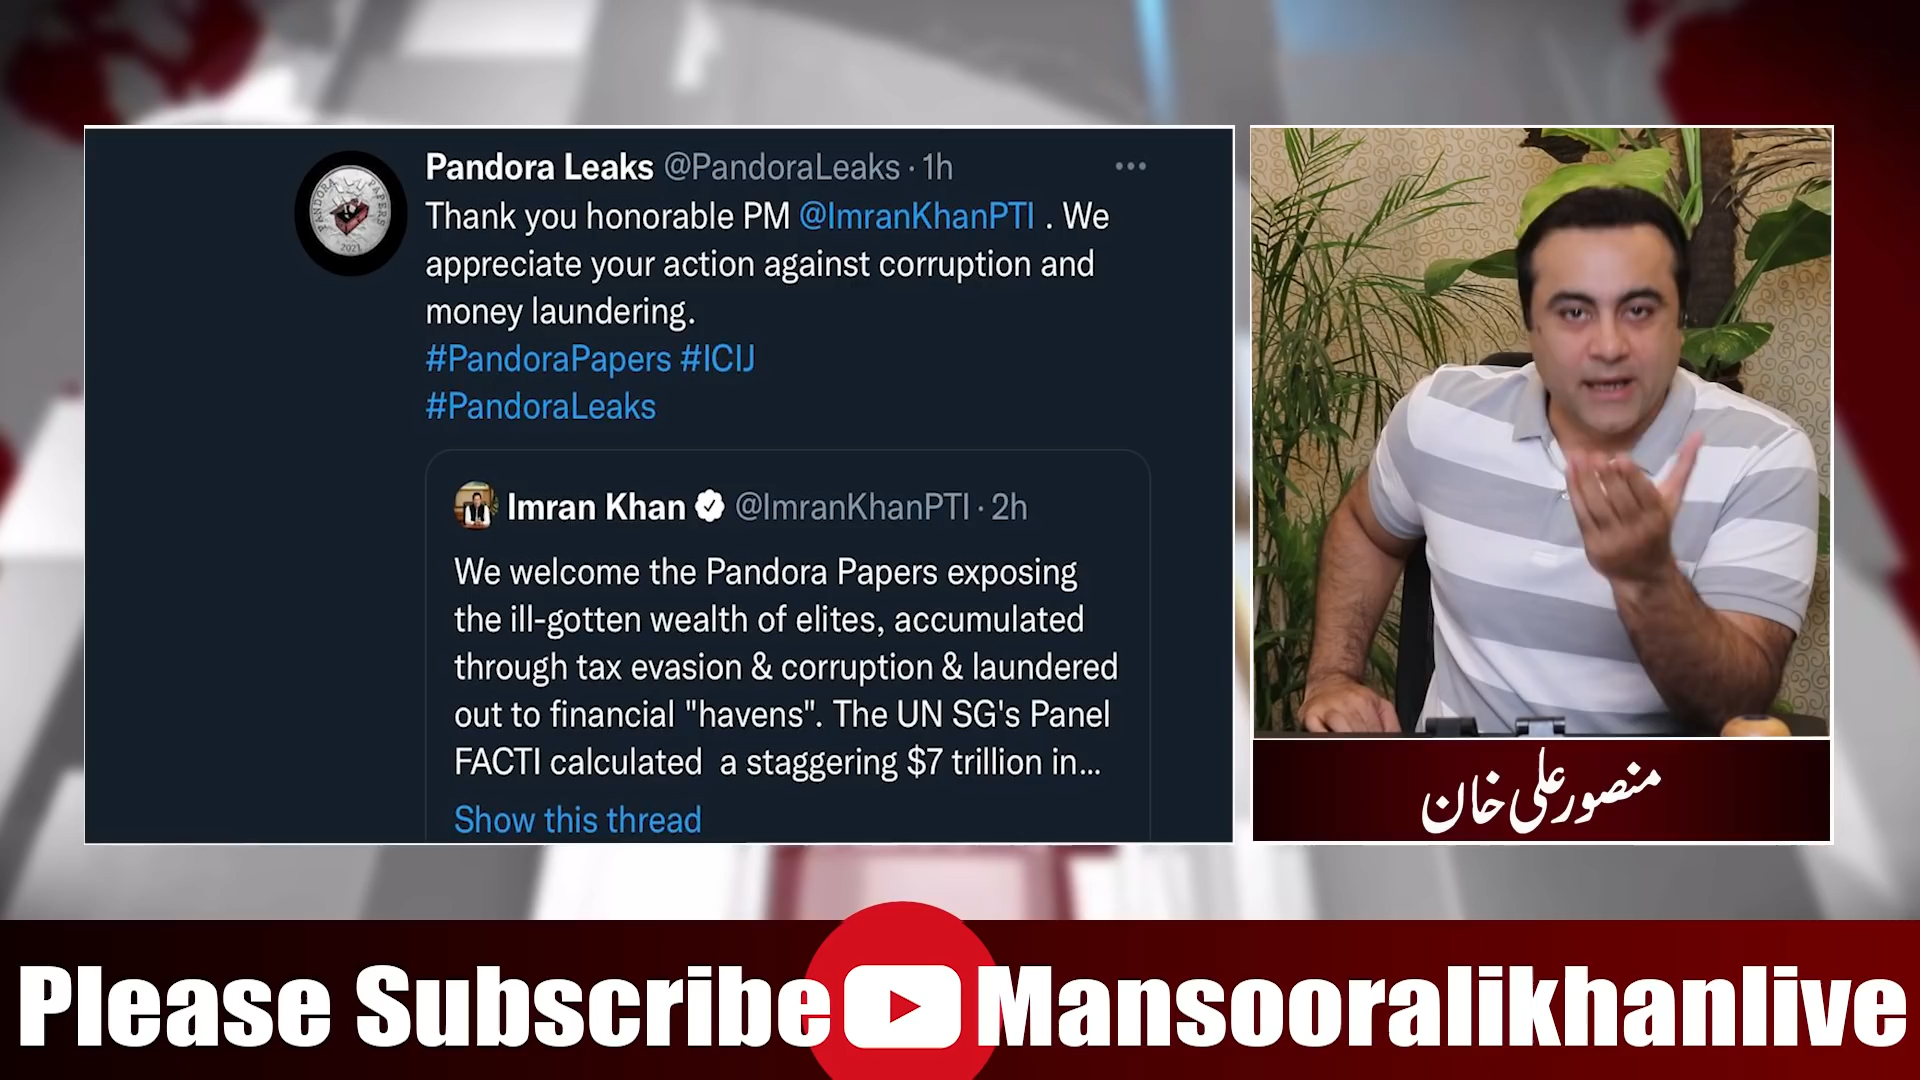 Pandora Leaks @PandoraLeaks · 1h
Thank you honorable PM @ImranKhanPTI . We
appreciate your action against corruption and
money laundering.
#PandoraPapers #ICIJ
#PandoraLeaks
PANDORA PAPERS
2021
Imran Khan @ImranKhanPTI · 2h
We welcome the Pandora Papers exposing
the ill-gotten wealth of elites, accumulated
through tax evasion & corruption & laundered
out to financial "havens". The UN SG's Panel
FACTI calculated  a staggering $7 trillion in...
Show this thread
منصور علی خان
Please Subscribe Mansooralikhanlive